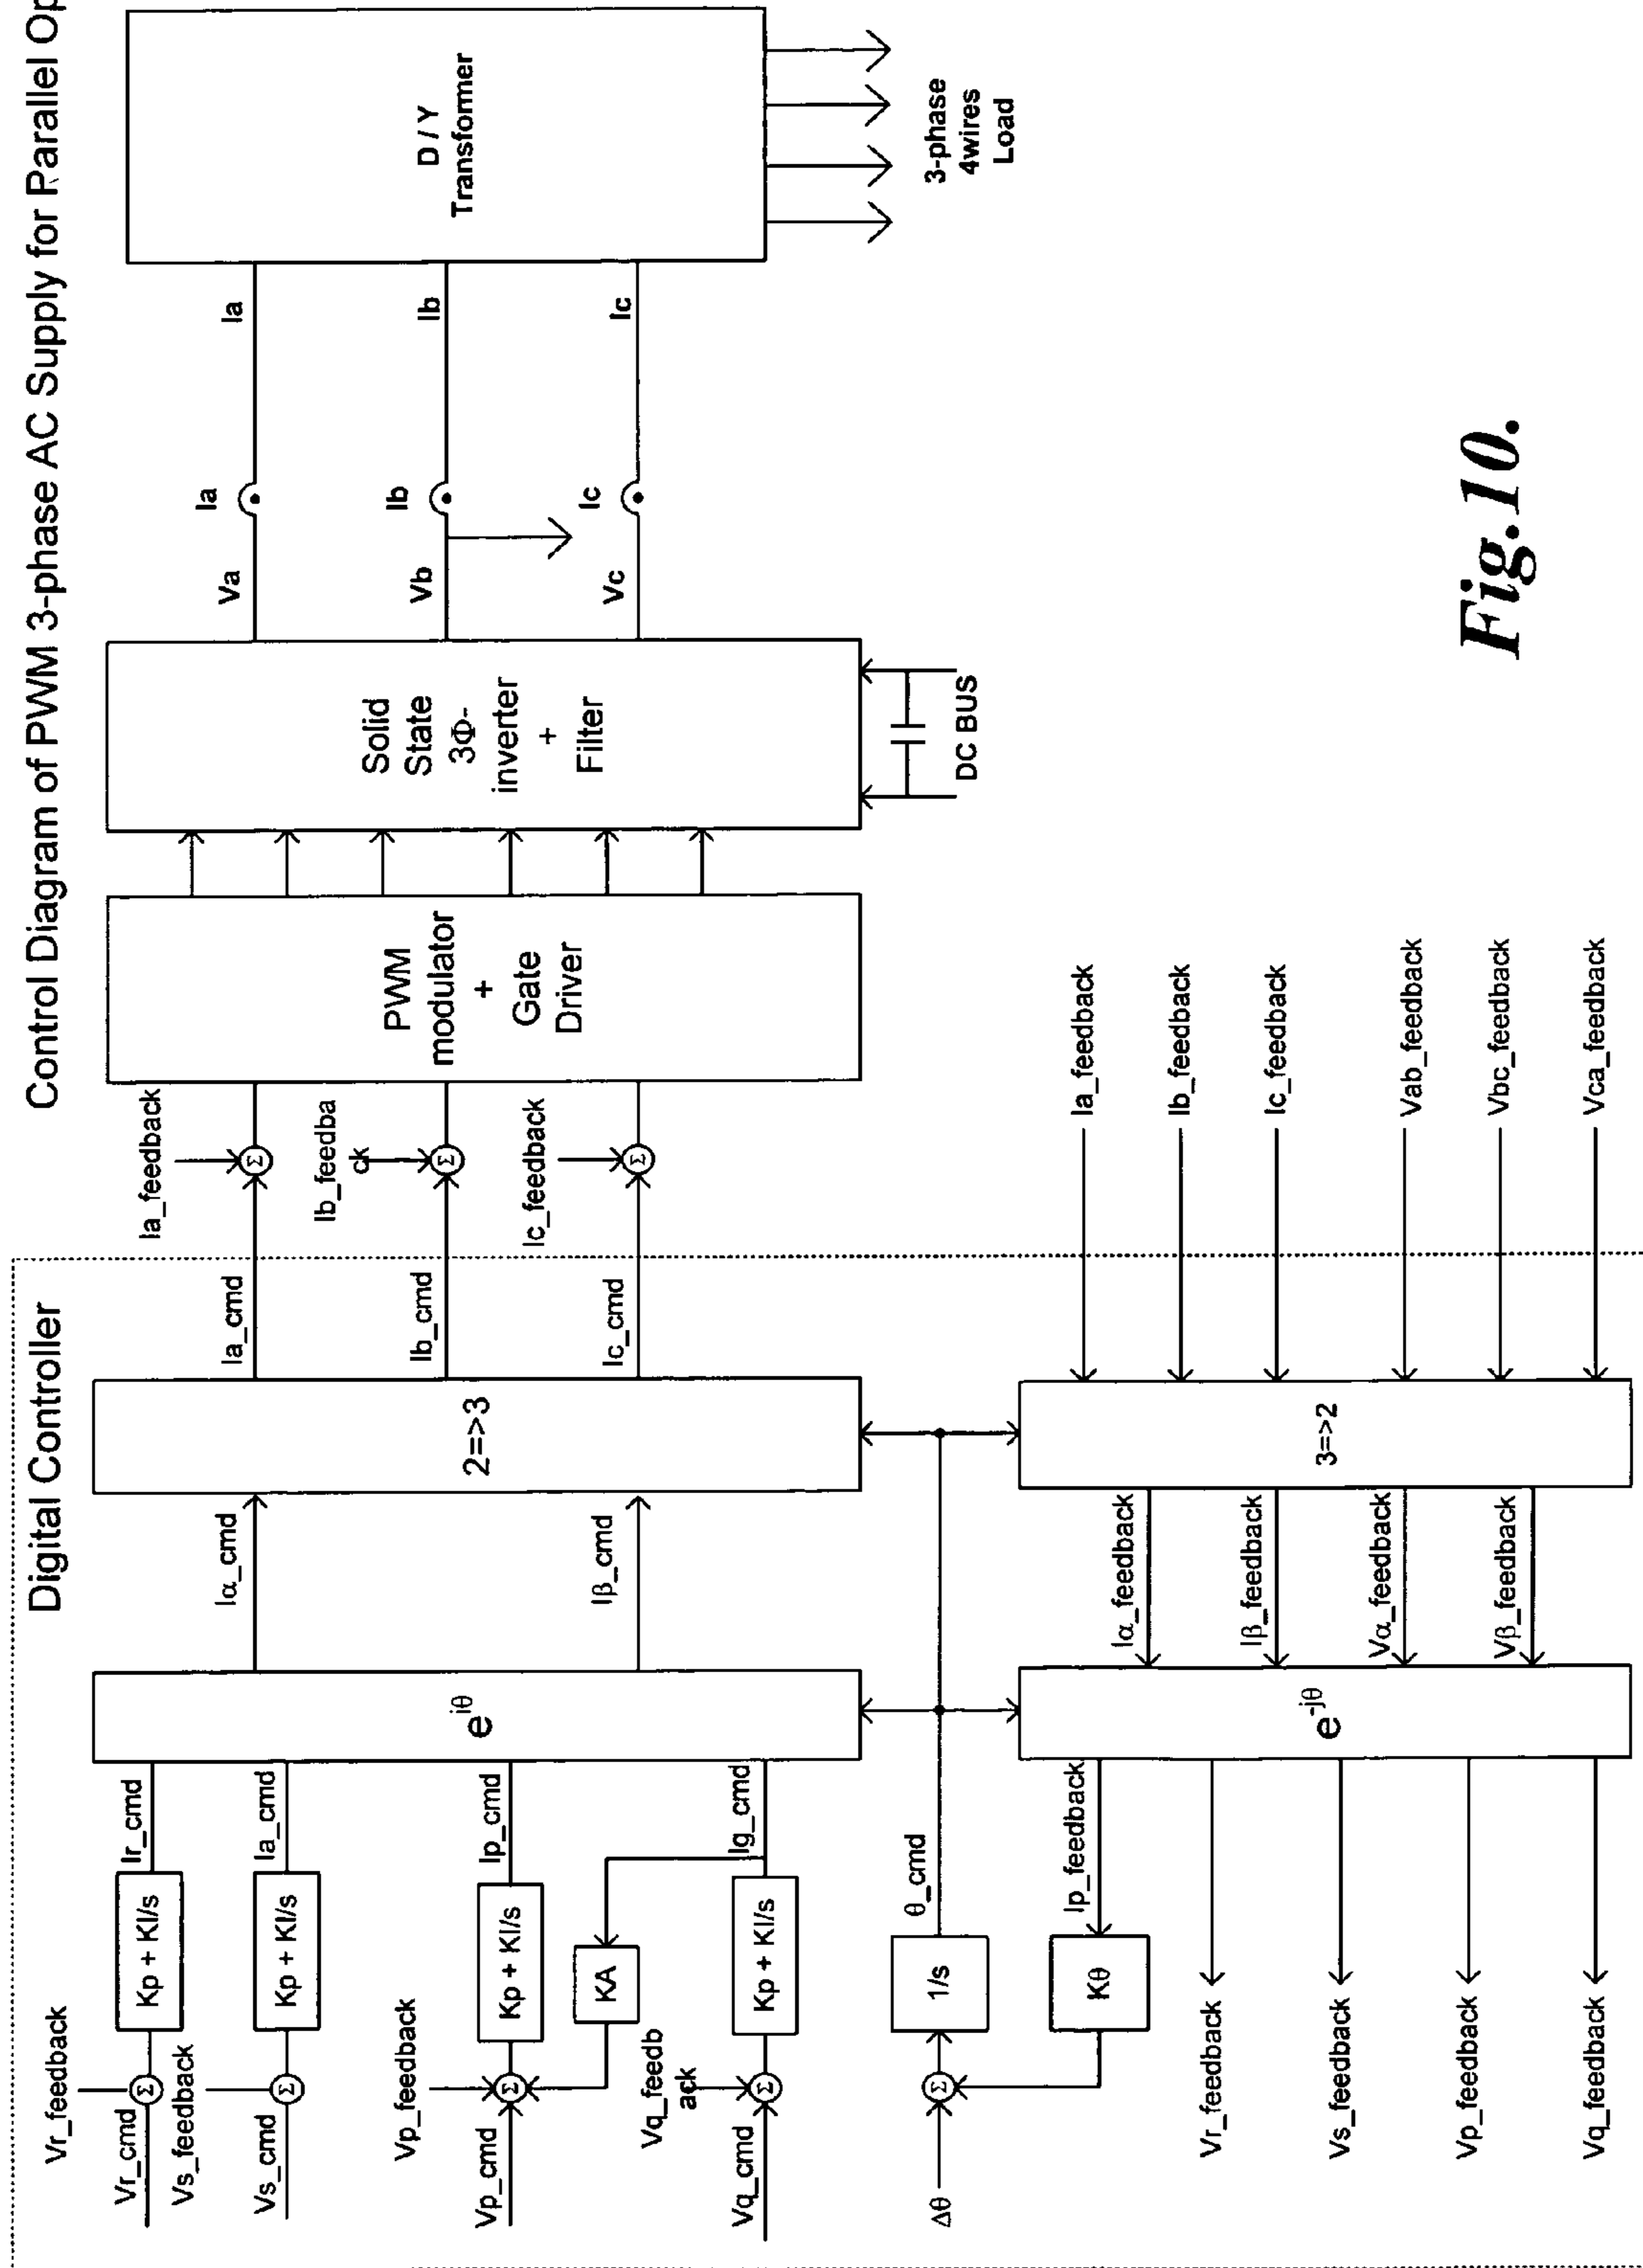 Control Diagram of PWM 3-phase AC Supply for Parallel Op
Digital Controller
Vr_feedback
Vr_cmd
Σ
Kp + KI/s
Ir_cmd
Vs_feedback
Vs_cmd
Σ
Kp + KI/s
Ia_cmd
Vp_feedback
Vp_cmd
Σ
Kp + KI/s
Ip_cmd
KA
Vq_feedb
ack
Vq_cmd
Σ
Kp + KI/s
Ig_cmd
e^iθ
Iα_cmd
Iβ_cmd
2=>3
Ia_cmd
Ib_cmd
Ic_cmd
Ia_feedback
Σ
Ib_feedba
ck
Σ
Ic_feedback
Σ
PWM
modulator
+
Gate
Driver
Solid
State
3Φ-
inverter
+
Filter
DC BUS
Va
Ia
Ia
Vb
Ib
Ib
Vc
Ic
Ic
D / Y
Transformer
3-phase
4wires
Load
Δθ
Σ
1/s
θ_cmd
Kθ
Ip_feedback
Vr_feedback
Vs_feedback
Vp_feedback
Vq_feedback
e^-jθ
Iα_feedback
Iβ_feedback
Vα_feedback
Vβ_feedback
3=>2
Ia_feedback
Ib_feedback
Ic_feedback
Vab_feedback
Vbc_feedback
Vca_feedback
Fig.10.